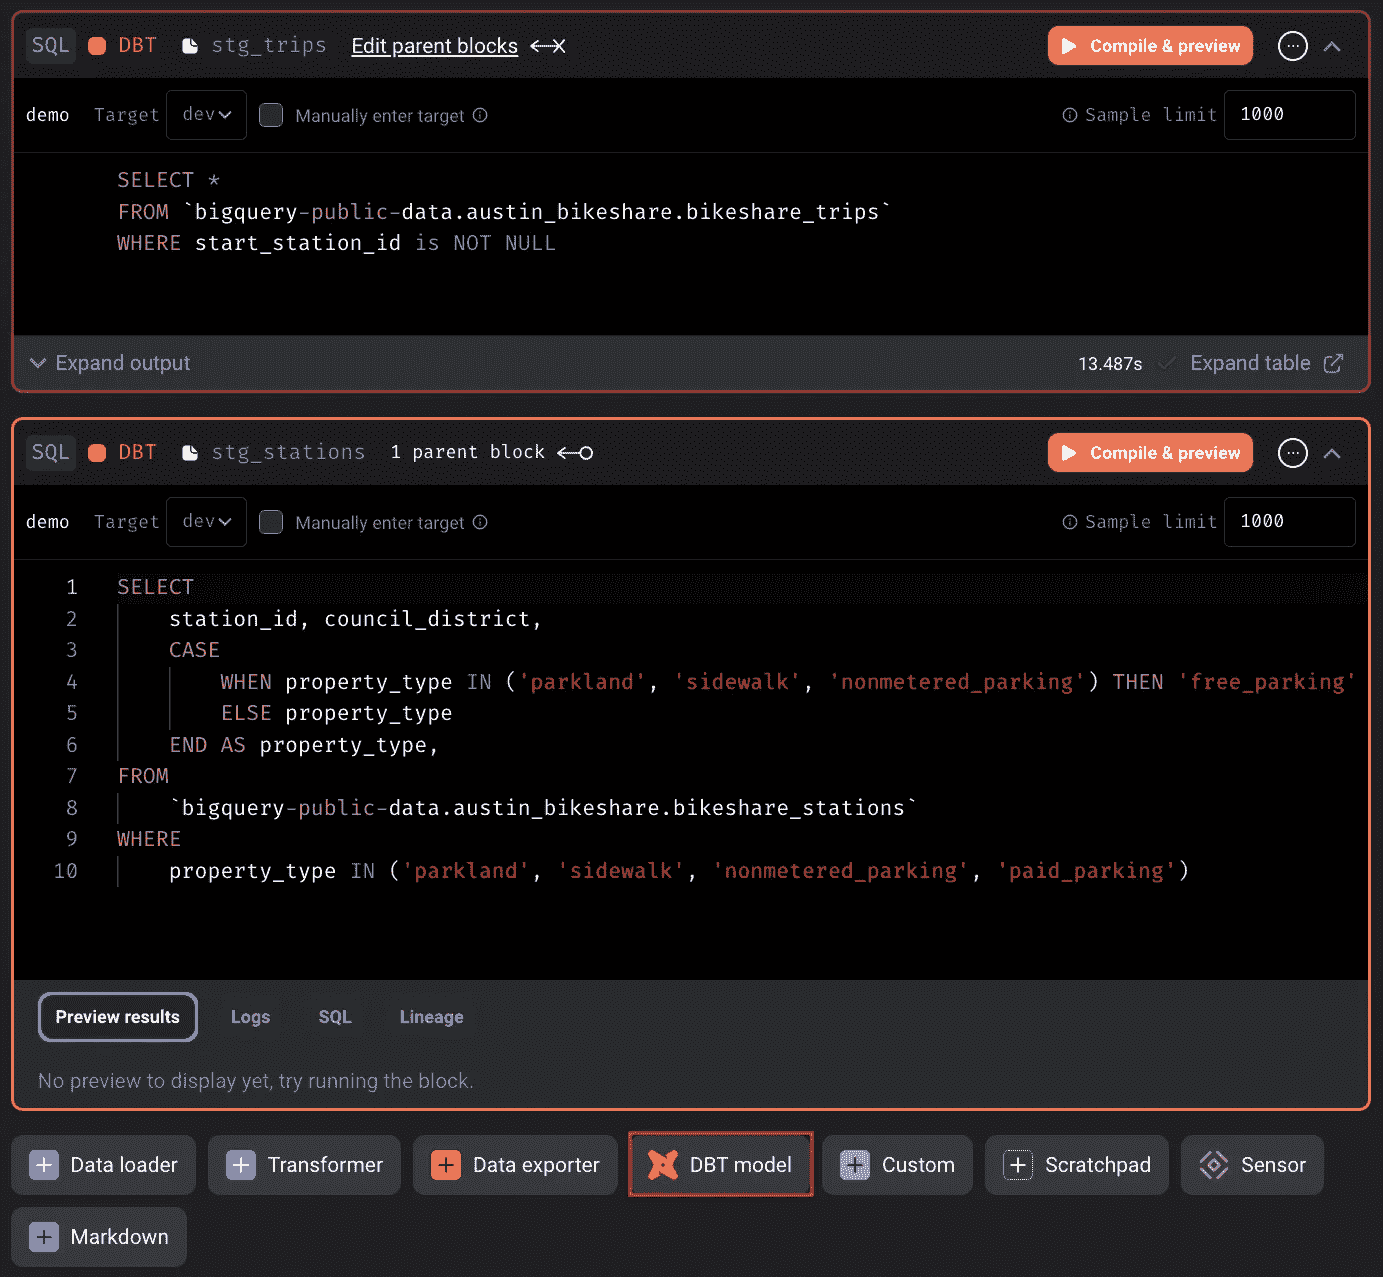 SQL DBT stg_trips Edit parent blocks Compile & preview
demo Target dev Manually enter target Sample limit 1000
SELECT *
FROM `bigquery-public-data.austin_bikeshare.bikeshare_trips`
WHERE start_station_id is NOT NULL
Expand output 13.487s Expand table
SQL DBT stg_stations 1 parent block Compile & preview
demo Target dev Manually enter target Sample limit 1000
1 SELECT
2 station_id, council_district,
3 CASE
4 WHEN property_type IN ('parkland', 'sidewalk', 'nonmetered_parking') THEN 'free_parking'
5 ELSE property_type
6 END AS property_type,
7 FROM
8 `bigquery-public-data.austin_bikeshare.bikeshare_stations`
9 WHERE
10 property_type IN ('parkland', 'sidewalk', 'nonmetered_parking', 'paid_parking')
Preview results Logs SQL Lineage
No preview to display yet, try running the block.
Data loader Transformer Data exporter DBT model Custom Scratchpad Sensor
Markdown